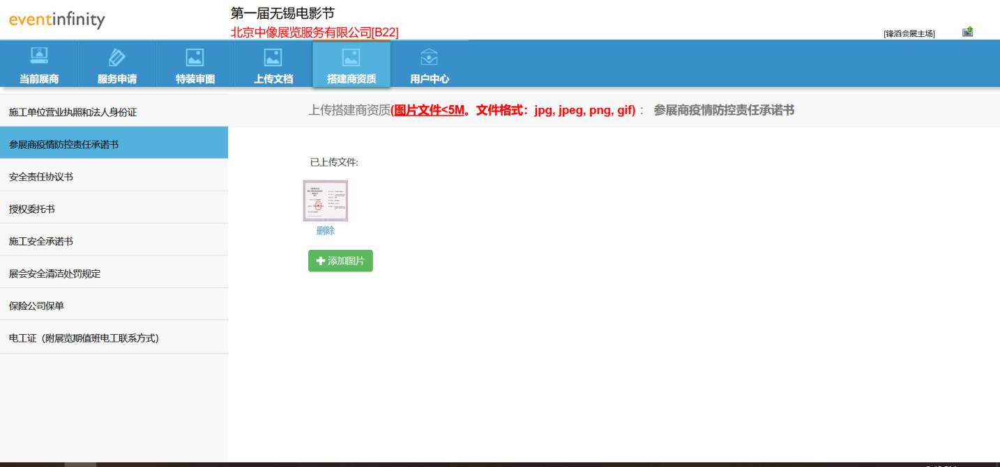 eventinfinity
第一届无锡电影节
北京中像展览服务有限公司[B22]
[锋滔会展主场]
当前展商
服务申请
特装审图
上传文档
搭建商资质
用户中心
施工单位营业执照和法人身份证
参展商疫情防控责任承诺书
安全责任协议书
授权委托书
施工安全承诺书
展会安全清洁处罚规定
保险公司保单
电工证（附展览期值班电工联系方式）
上传搭建商资质(图片文件<5M。文件格式：jpg, jpeg, png, gif) : 参展商疫情防控责任承诺书
已上传文件:
删除
添加图片